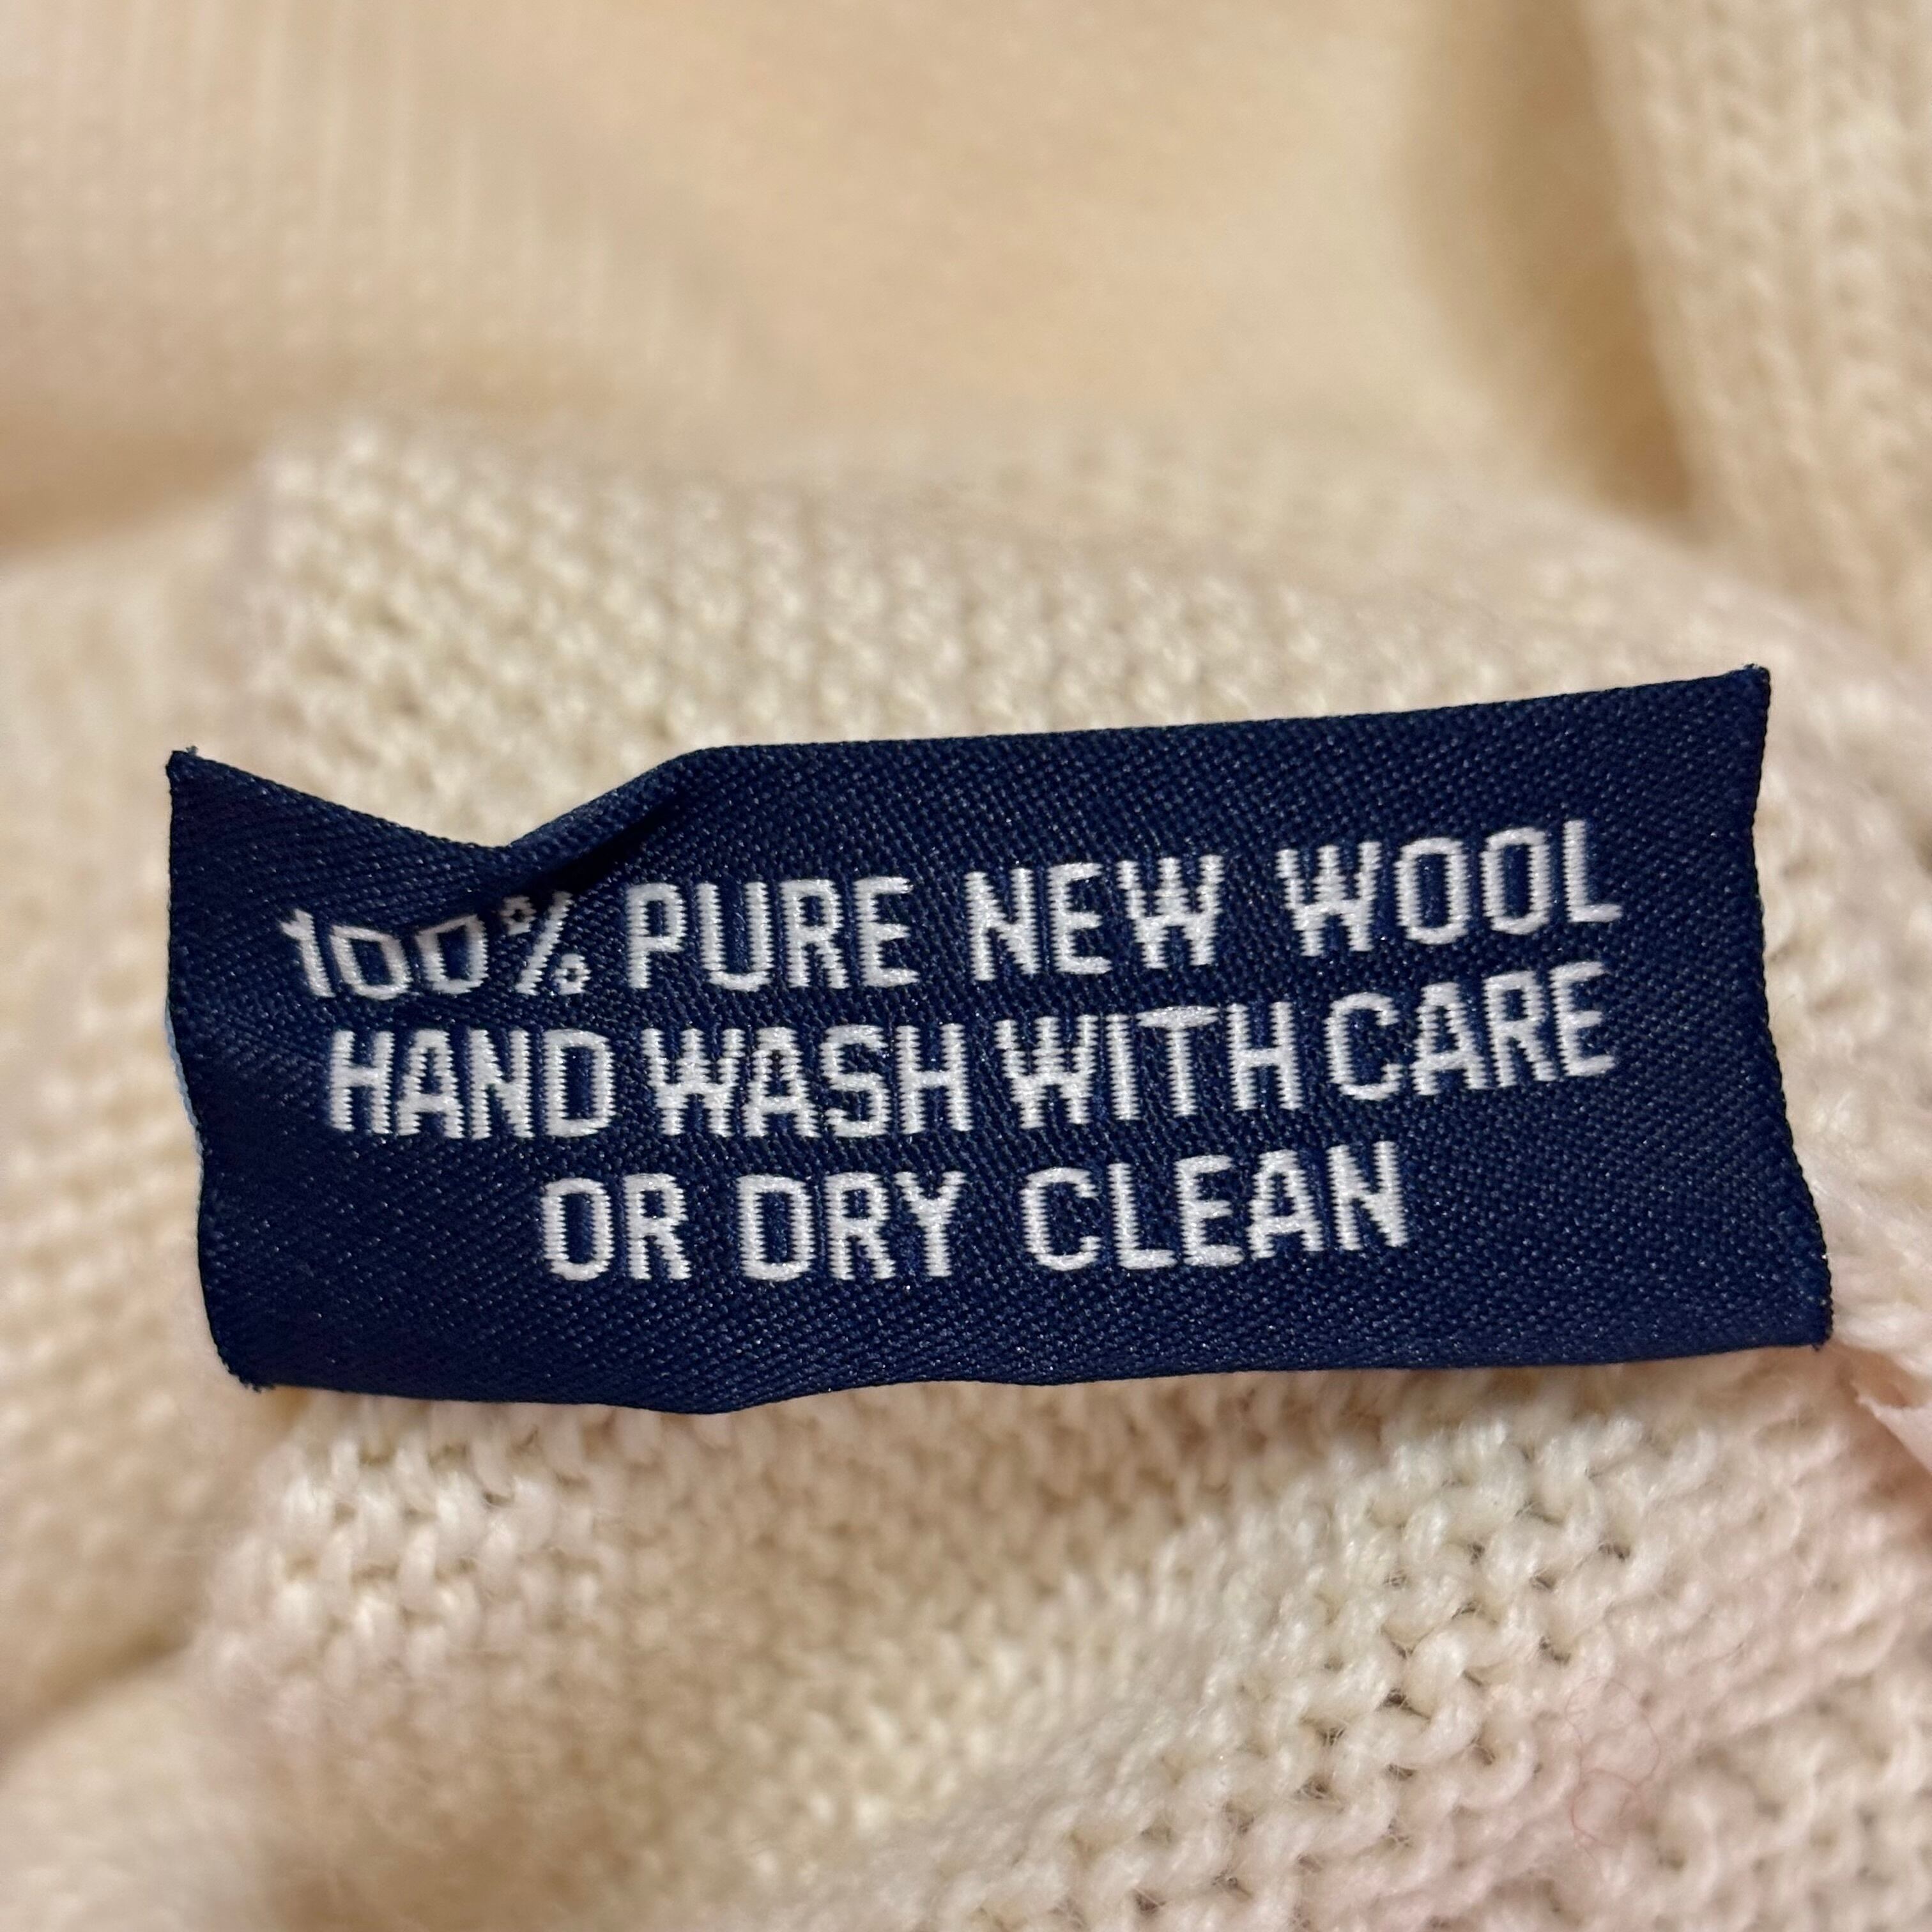 100% PURE NEW WOOL
HAND WASH WITH CARE
OR DRY CLEAN